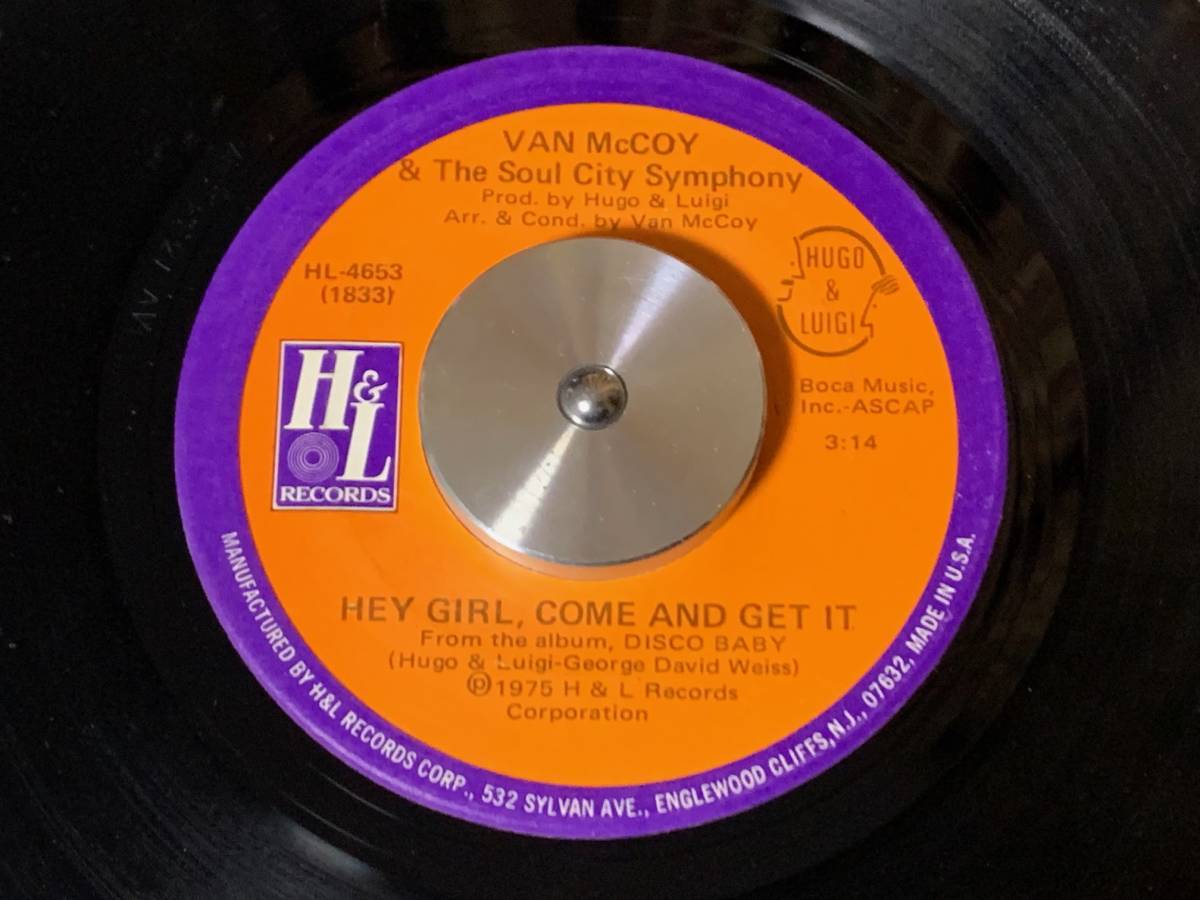 VAN McCOY
& The Soul City Symphony
Prod. by Hugo & Luigi
Arr. & Cond. by Van McCoy
HL-4653
(1833)
HUGO
&
LUIGI
H&L
RECORDS
Boca Music,
Inc.-ASCAP
3:14
HEY GIRL, COME AND GET IT
From the album, DISCO BABY
(Hugo & Luigi-George David Weiss)
℗1975 H & L Records
Corporation
MANUFACTURED BY H&L RECORDS CORP., 532 SYLVAN AVE., ENGLEWOOD CLIFFS, N.J., 07632, MADE IN U.S.A.